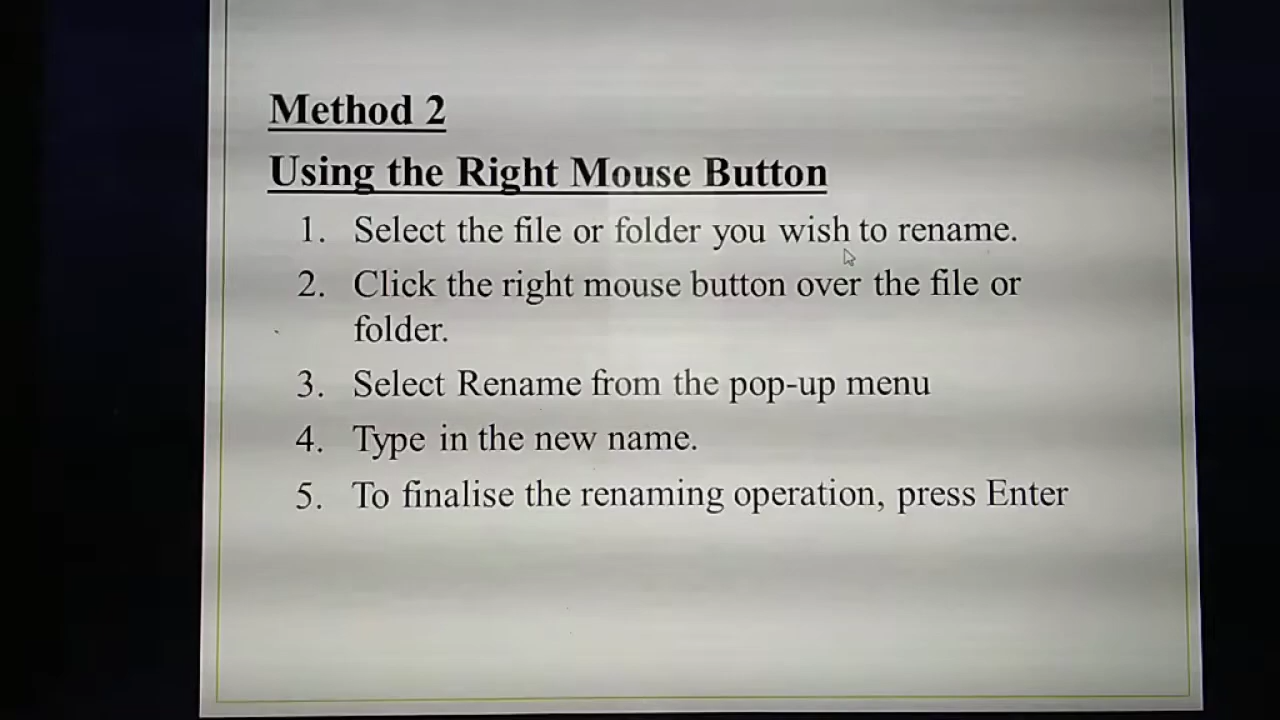 Method 2
Using the Right Mouse Button
1. Select the file or folder you wish to rename.
2. Click the right mouse button over the file or
folder.
3. Select Rename from the pop-up menu
4. Type in the new name.
5. To finalise the renaming operation, press Enter